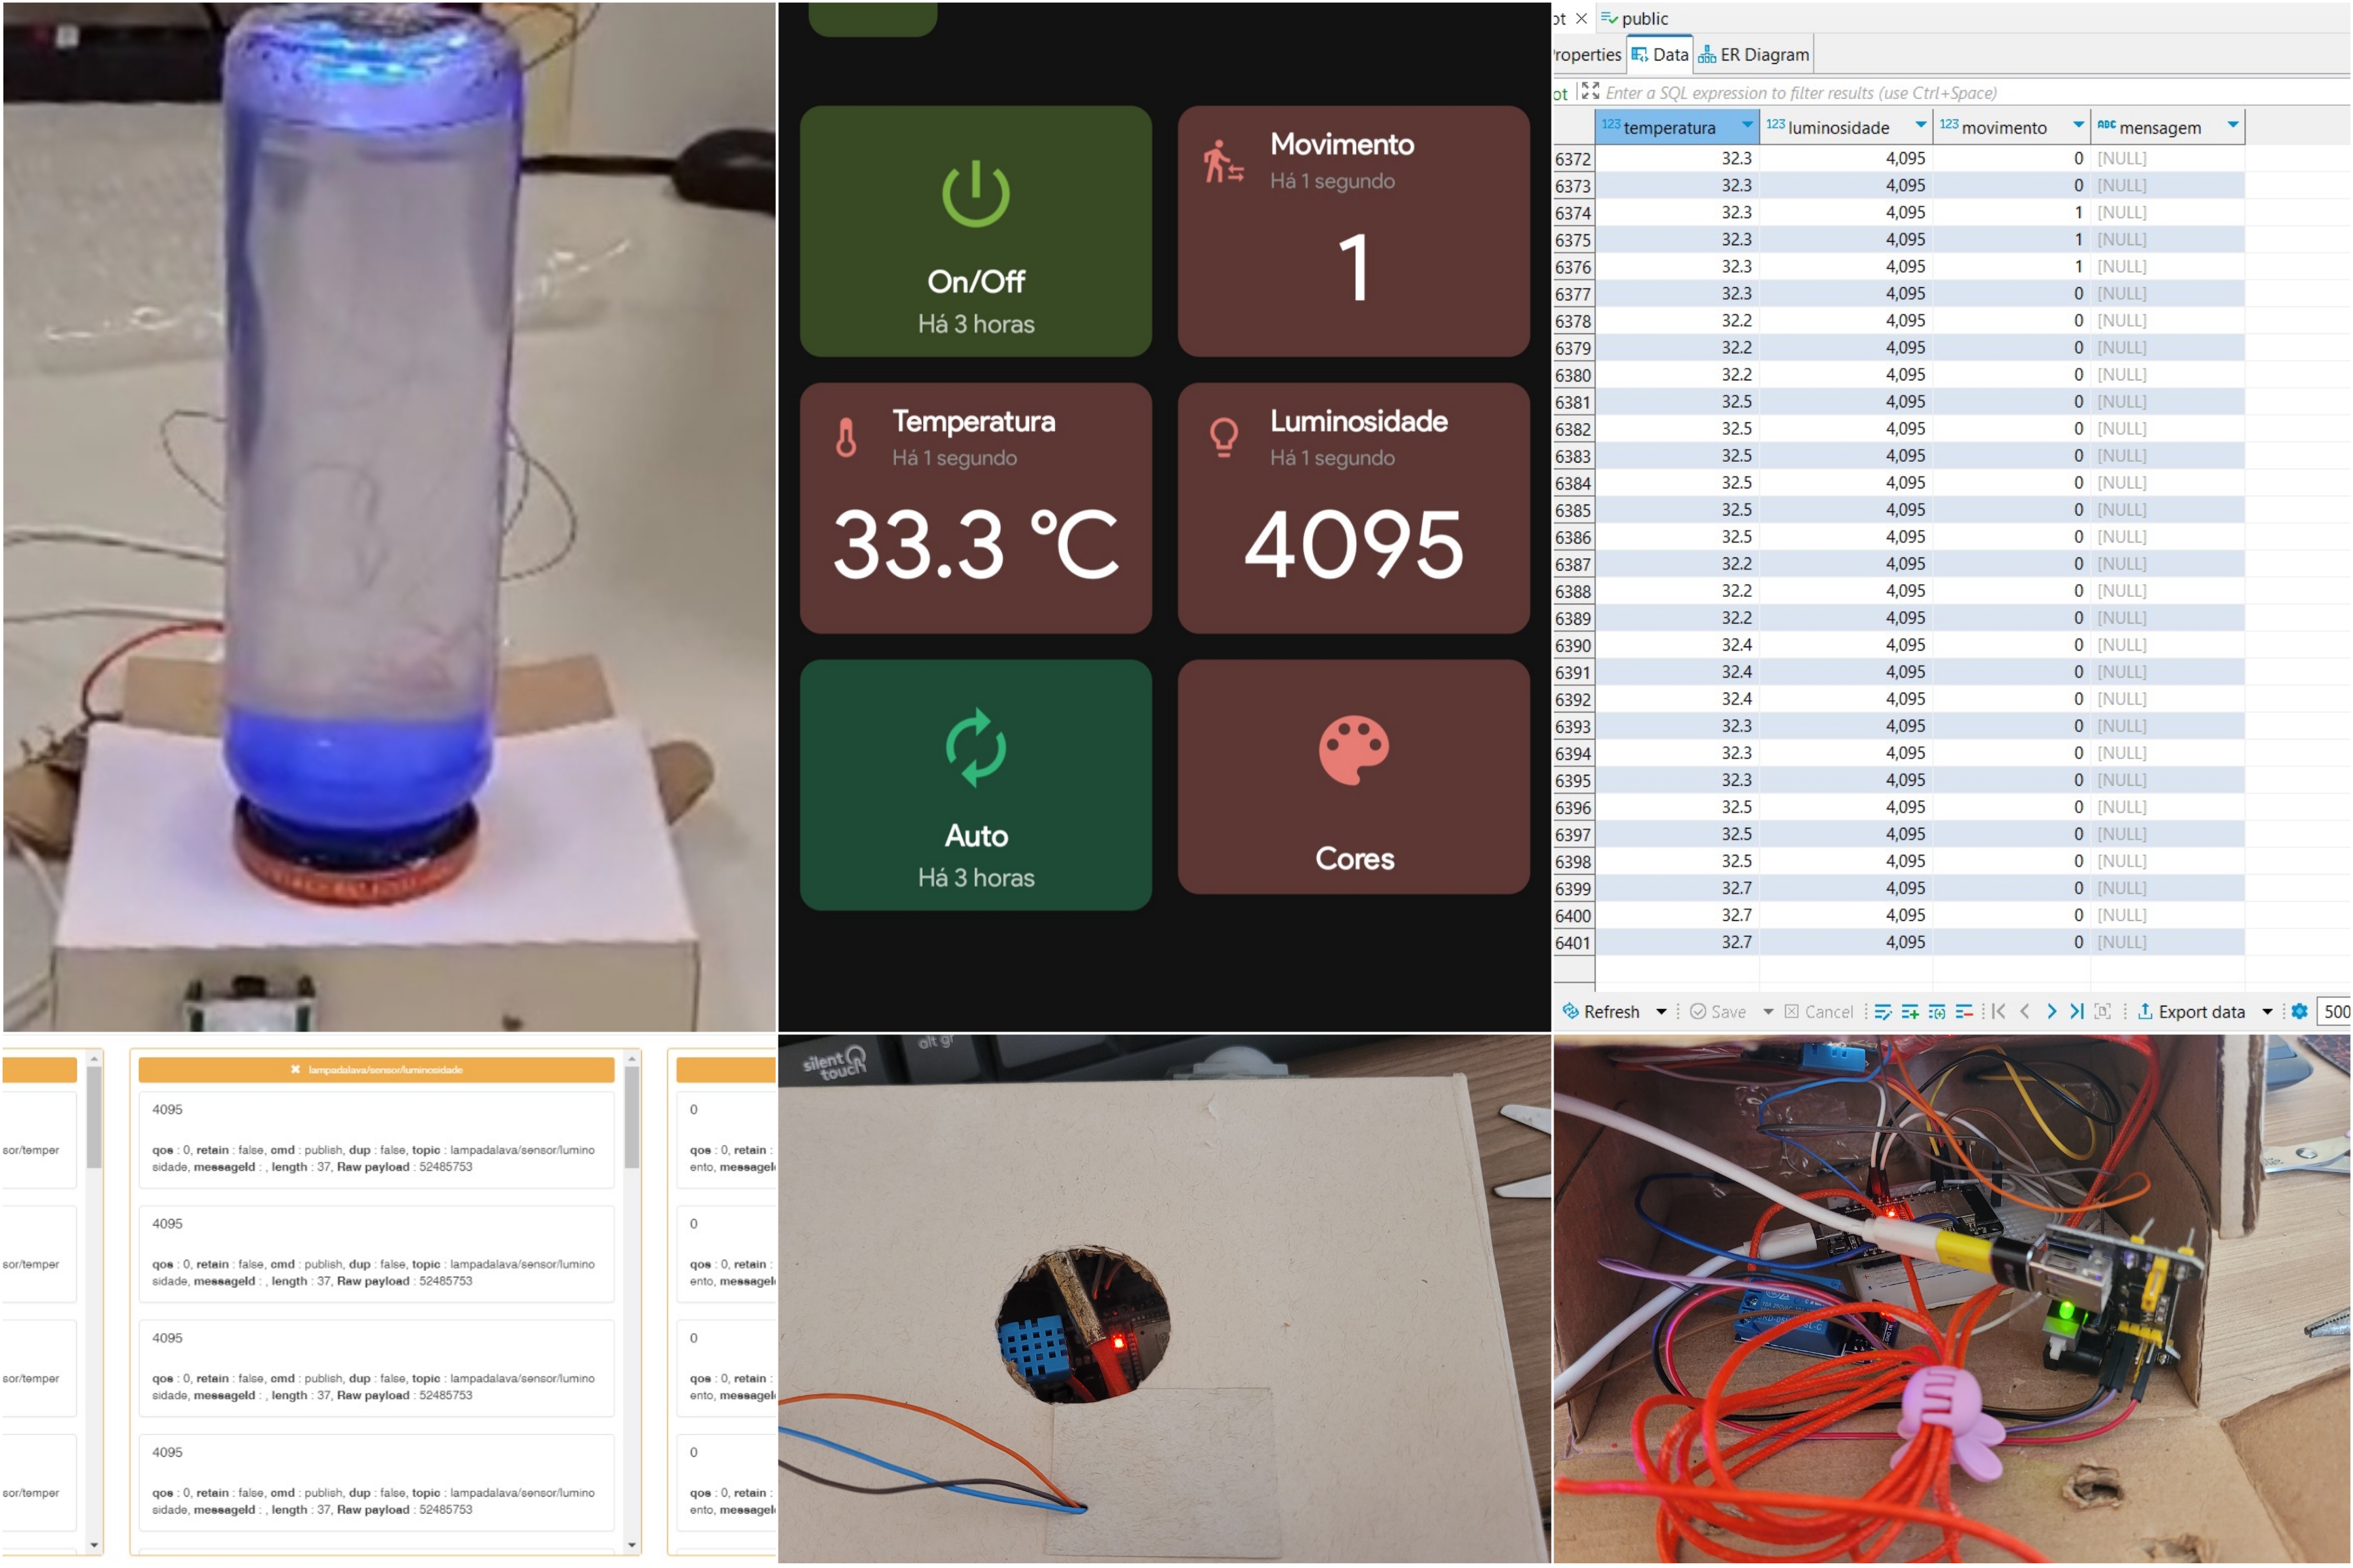 On/Off
Há 3 horas
Movimento
Há 1 segundo
1
Temperatura
Há 1 segundo
33.3 °C
Luminosidade
Há 1 segundo
4095
Auto
Há 3 horas
Cores
ot × public
roperties Data ER Diagram
ot Enter a SQL expression to filter results (use Ctrl+Space)
123 temperatura 123 luminosidade 123 movimento ABC mensagem
6372 32.3 4,095 0 [NULL]
6373 32.3 4,095 0 [NULL]
6374 32.3 4,095 1 [NULL]
6375 32.3 4,095 1 [NULL]
6376 32.3 4,095 1 [NULL]
6377 32.3 4,095 0 [NULL]
6378 32.2 4,095 0 [NULL]
6379 32.2 4,095 0 [NULL]
6380 32.2 4,095 0 [NULL]
6381 32.5 4,095 0 [NULL]
6382 32.5 4,095 0 [NULL]
6383 32.5 4,095 0 [NULL]
6384 32.5 4,095 0 [NULL]
6385 32.5 4,095 0 [NULL]
6386 32.5 4,095 0 [NULL]
6387 32.2 4,095 0 [NULL]
6388 32.2 4,095 0 [NULL]
6389 32.2 4,095 0 [NULL]
6390 32.4 4,095 0 [NULL]
6391 32.4 4,095 0 [NULL]
6392 32.4 4,095 0 [NULL]
6393 32.3 4,095 0 [NULL]
6394 32.3 4,095 0 [NULL]
6395 32.3 4,095 0 [NULL]
6396 32.5 4,095 0 [NULL]
6397 32.5 4,095 0 [NULL]
6398 32.5 4,095 0 [NULL]
6399 32.7 4,095 0 [NULL]
6400 32.7 4,095 0 [NULL]
6401 32.7 4,095 0 [NULL]
Refresh Save Cancel Export data 500
sor/temper
sor/temper
sor/temper
sor/temper
✖ lampadalava/sensor/luminosidade
4095
qos : 0, retain : false, cmd : publish, dup : false, topic : lampadalava/sensor/lumino
sidade, messageId : , length : 37, Raw payload : 52485753
4095
qos : 0, retain : false, cmd : publish, dup : false, topic : lampadalava/sensor/lumino
sidade, messageId : , length : 37, Raw payload : 52485753
4095
qos : 0, retain : false, cmd : publish, dup : false, topic : lampadalava/sensor/lumino
sidade, messageId : , length : 37, Raw payload : 52485753
4095
qos : 0, retain : false, cmd : publish, dup : false, topic : lampadalava/sensor/lumino
sidade, messageId : , length : 37, Raw payload : 52485753
0
qos : 0, retain :
ento, messageI
0
qos : 0, retain :
ento, messageI
0
qos : 0, retain :
ento, messageI
0
qos : 0, retain :
ento, messageI
silent
touch
alt gr